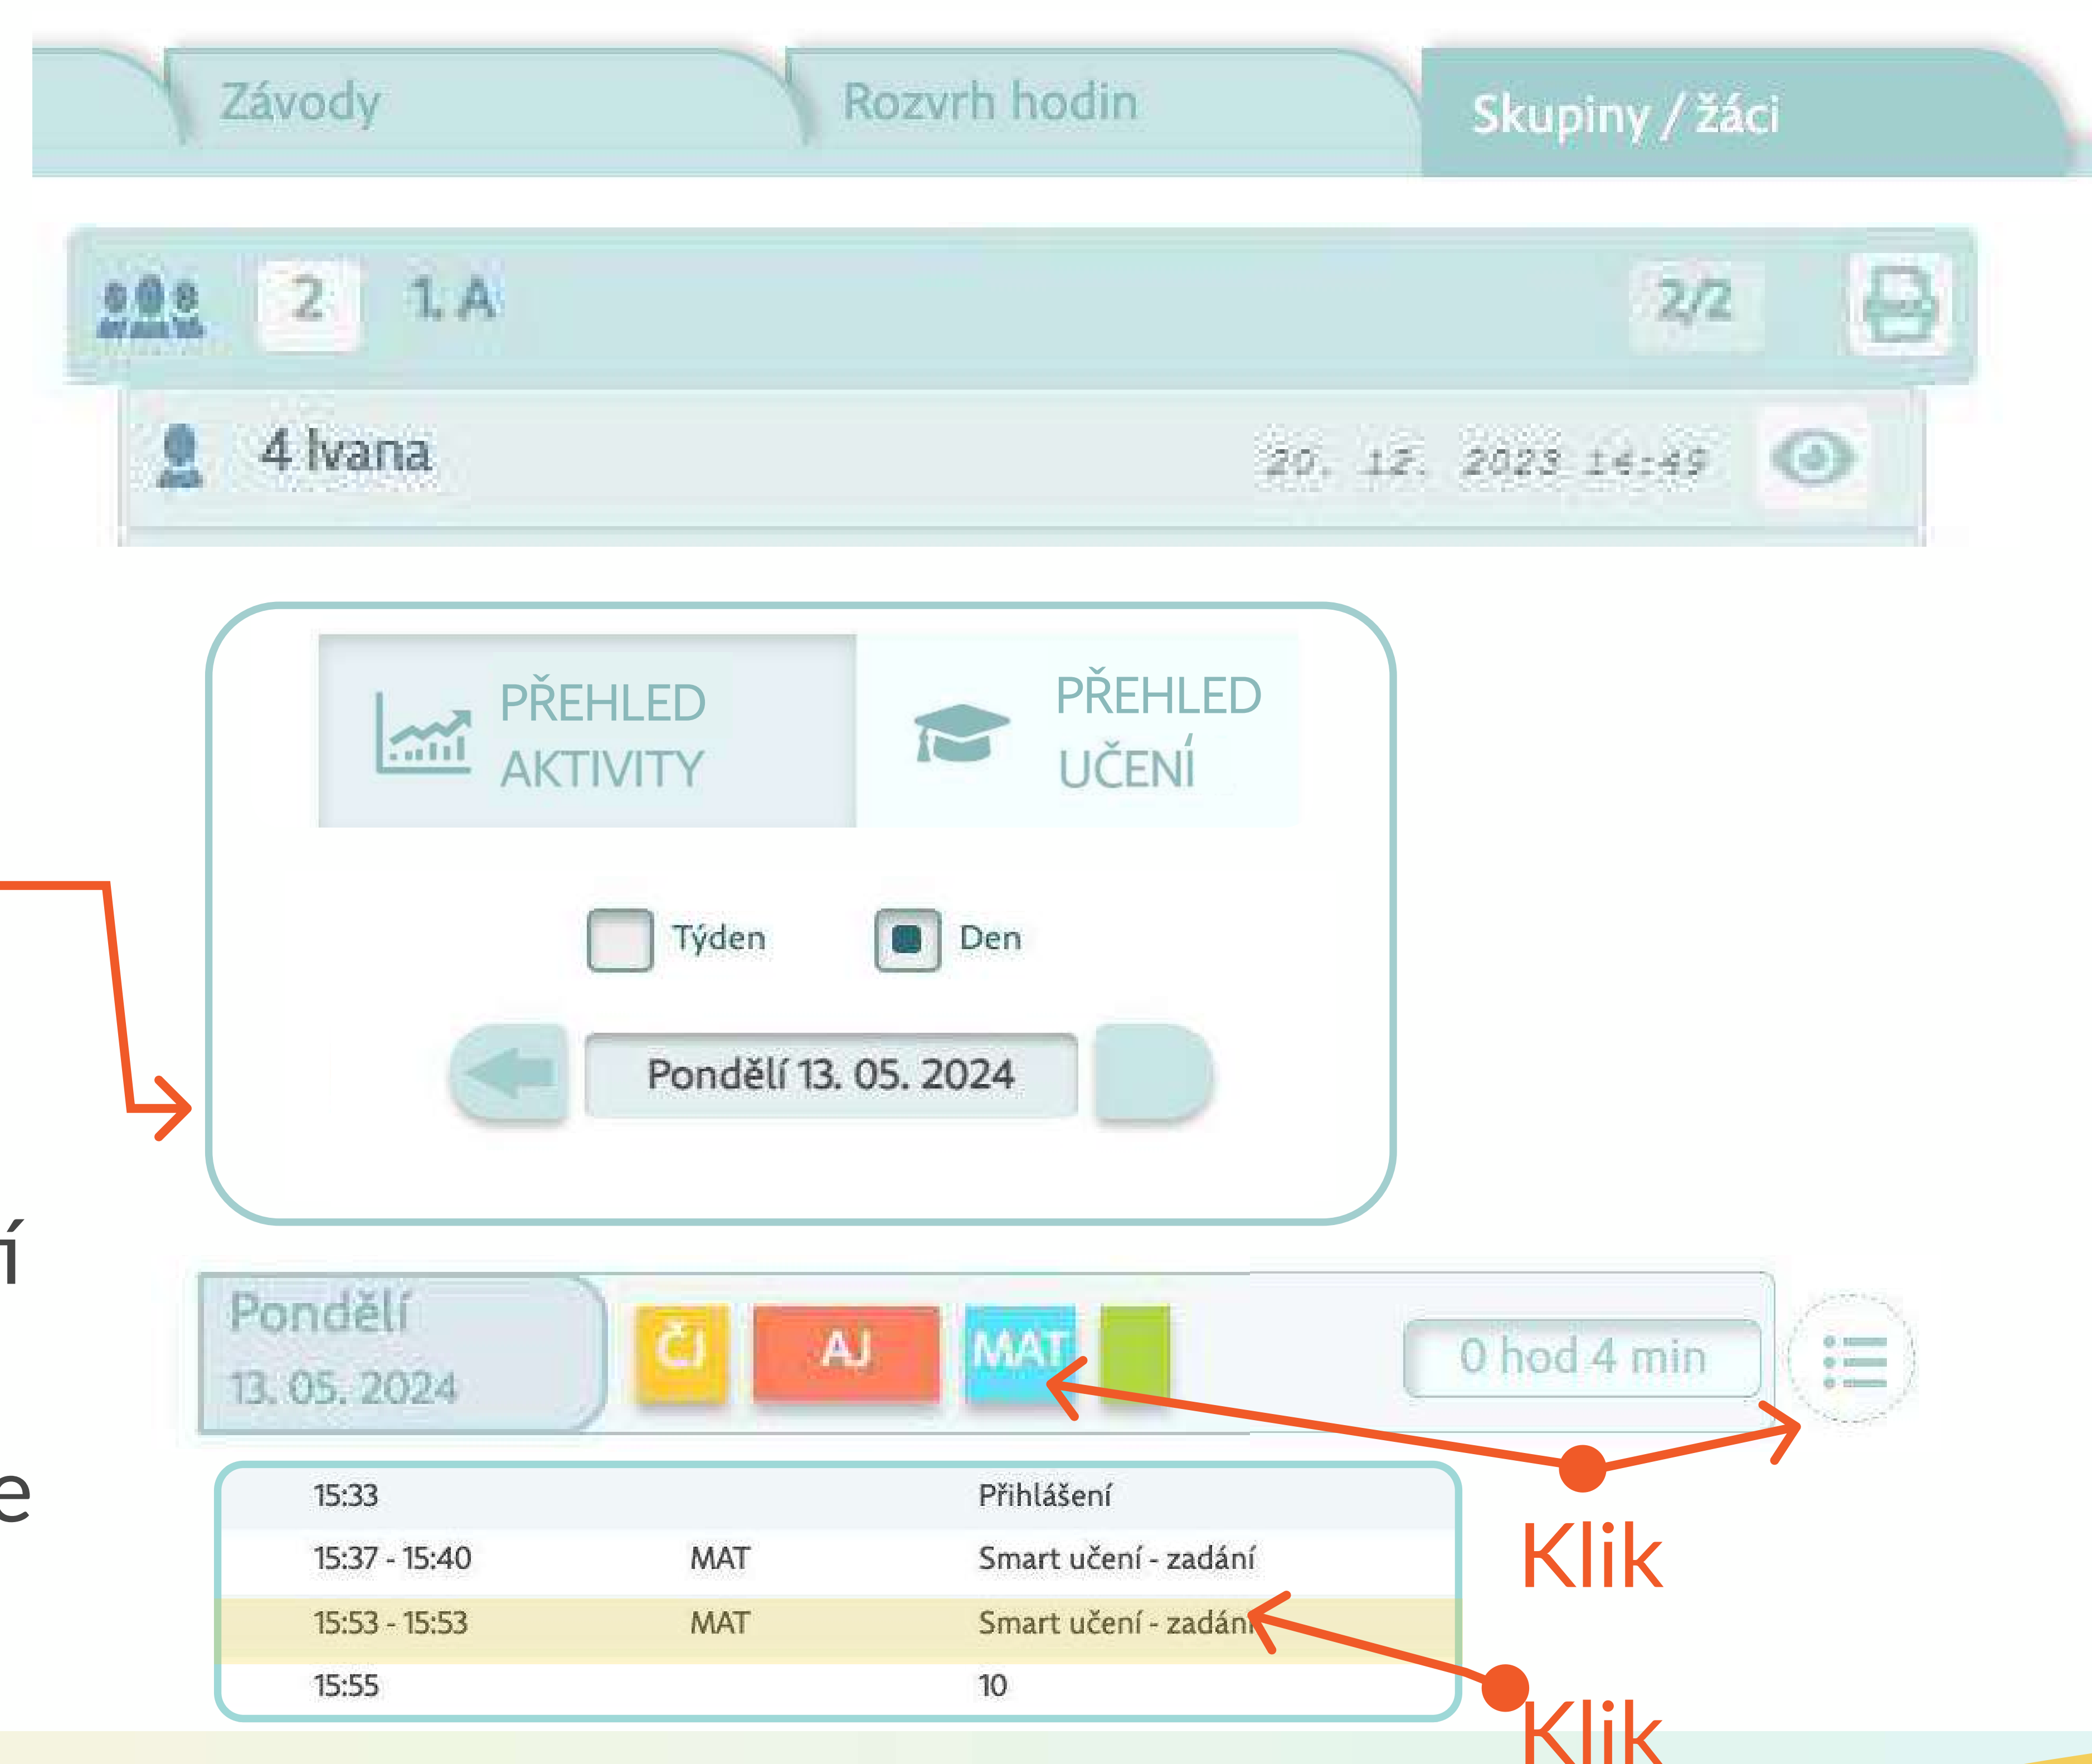 Závody Rozvrh hodin Skupiny / žáci
2 1. A 2/2
4 Ivana 20. 12. 2023 14:49
PŘEHLED AKTIVITY
PŘEHLED UČENÍ
Týden Den
Pondělí 13. 05. 2024
í
Pondělí
13. 05. 2024
ČJ AJ MAT 0 hod 4 min
e
15:33 Přihlášení
15:37 - 15:40 MAT Smart učení - zadání
Klik
15:53 - 15:53 MAT Smart učení - zadání
15:55 10
Klik